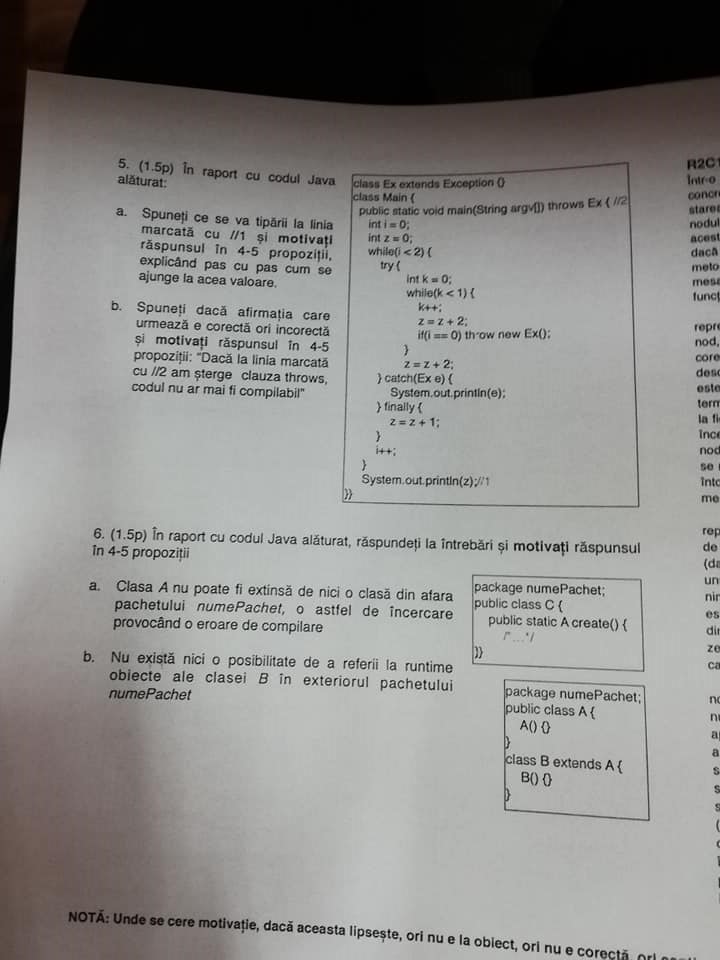 5. (1.5p) În raport cu codul Java
alăturat:
a. Spuneți ce se va tipării la linia
marcată cu //1 și motivați
răspunsul în 4-5 propoziții,
explicând pas cu pas cum se
ajunge la acea valoare.
b. Spuneți dacă afirmația care
urmează e corectă ori incorectă
și motivați răspunsul în 4-5
propoziții: "Dacă la linia marcată
cu //2 am șterge clauza throws,
codul nu ar mai fi compilabil"
class Ex extends Exception {}
class Main {
public static void main(String argv[]) throws Ex { //2
int i = 0;
int z = 0;
while(i < 2) {
try {
int k = 0;
while(k < 1) {
k++;
z = z + 2;
if(i == 0) throw new Ex();
}
z = z + 2;
} catch(Ex e) {
System.out.println(e);
} finally {
z = z + 1;
}
i++;
}
System.out.println(z);//1
}}
6. (1.5p) În raport cu codul Java alăturat, răspundeți la întrebări și motivați răspunsul
în 4-5 propoziții
a. Clasa A nu poate fi extinsă de nici o clasă din afara
pachetului numePachet, o astfel de încercare
provocând o eroare de compilare
b. Nu există nici o posibilitate de a referii la runtime
obiecte ale clasei B în exteriorul pachetului
numePachet
package numePachet;
public class C {
public static A create() {
/*...*/
}}
package numePachet;
public class A {
A() {}
}
class B extends A {
B() {}
}
NOTĂ: Unde se cere motivație, dacă aceasta lipsește, ori nu e la obiect, ori nu e corectă, ori
R2C1
Într-o
concr
starea
nodul
acest
dacă
meto
mesa
funcț
repre
nod,
core
desc
este
term
la fi
înce
nod
se
înto
me
rep
de
(da
un
nir
es
din
ze
ca